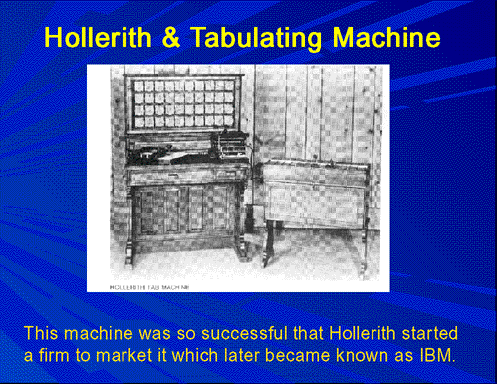 Hollerith & Tabulating Machine
HOLLERITH TAB MACHINE
This machine was so successful that Hollerith started
a firm to market it which later became known as IBM.